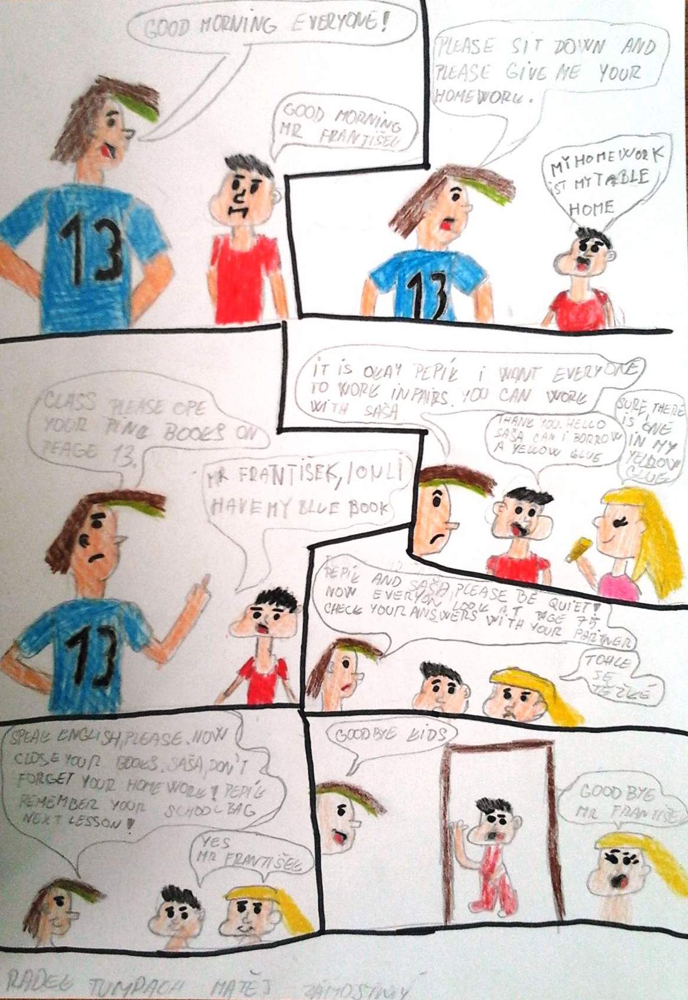 GOOD MORNING EVERYONE!
GOOD MORNING
MR FRANTIŠEK
13
PLEASE SIT DOWN AND
PLEASE GIVE ME YOUR
HOMEWORK.
MY HOMEWORK
iST MY TABLE
HOME
13
CLASS PLEASE OPE
YOUR PINK BOOKS ON
PEAGE 13.
MR FRANTIŠEK, I ONLI
HAVE MY BLUE BOOK
13
iT iS OKAY PEPÍK i WANT EVERYONE
TO WORK iN PAiRS. YOU CAN WORK
WiTH SAŠA
THANK YOU. HELLO
SAŠA CAN i BORROW
A YELLOW GLUE
SURE, THERE
iS ONE
iN MY
YELLOW
GLUE
PEPÍK AND SAŠA, PLEASE BE QUIET!
NOW EVERYON LOOK AT PAGE
CHECK YOUR ANSWERS WiTH YOUR PARTNER
TOHLE
SE
TEŽKÉ
SPEAK ENGLISH, PLEASE. NOW
CLOSE YOUR BOOKS. SAŠA, DON'T
FORGET YOUR HOMEWORK! PEPÍK
REMEMBER YOUR SCHOOLBAG
NEXT LESSON!
YES
MR FRANTIŠEK
GOODBYE KIDS
GOODBYE
MR FRANTIŠEK
RADEK TUMPACH MATĚJ ZÁMOSTNÝ